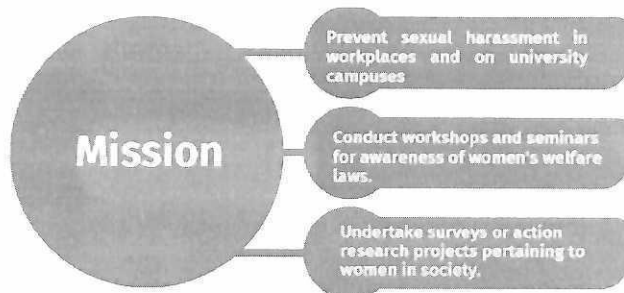 Mission
Prevent sexual harassment in
workplaces and on university
campuses
Conduct workshops and seminars
for awareness of women's welfare
laws.
Undertake surveys or action
research projects pertaining to
women in society.